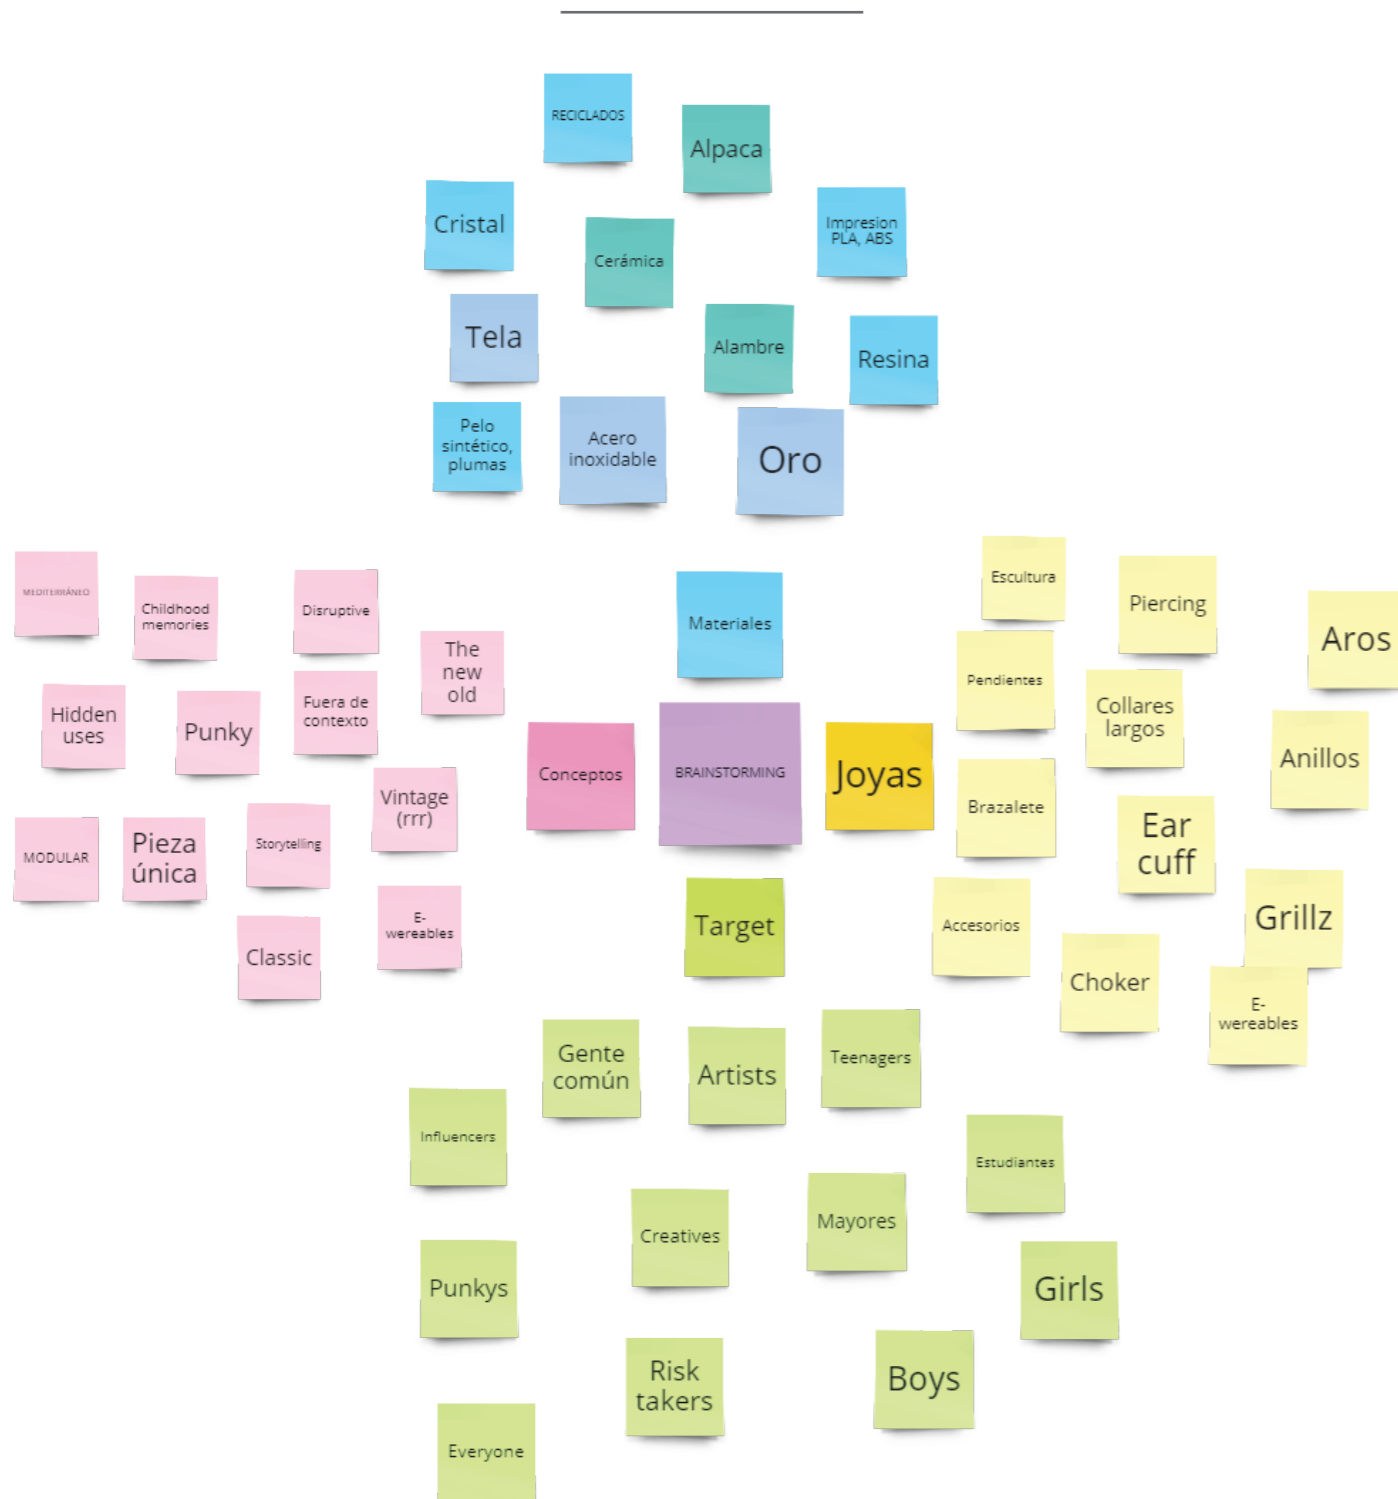 RECICLADOS
Alpaca
Cristal
Impresion
PLA, ABS
Cerámica
Tela
Alambre
Resina
Pelo
sintético,
plumas
Acero
inoxidable
Oro
MEDITERRÁNEO
Childhood
memories
Disruptive
The
new
old
Hidden
uses
Punky
Fuera de
contexto
Vintage
(rrr)
MODULAR
Pieza
única
Storytelling
Classic
E-
wereables
Materiales
Conceptos
BRAINSTORMING
Joyas
Target
Escultura
Piercing
Aros
Pendientes
Collares
largos
Anillos
Brazalete
Ear
cuff
Accesorios
Grillz
Choker
E-
wereables
Gente
común
Artists
Teenagers
Influencers
Estudiantes
Creatives
Mayores
Punkys
Girls
Risk
takers
Boys
Everyone